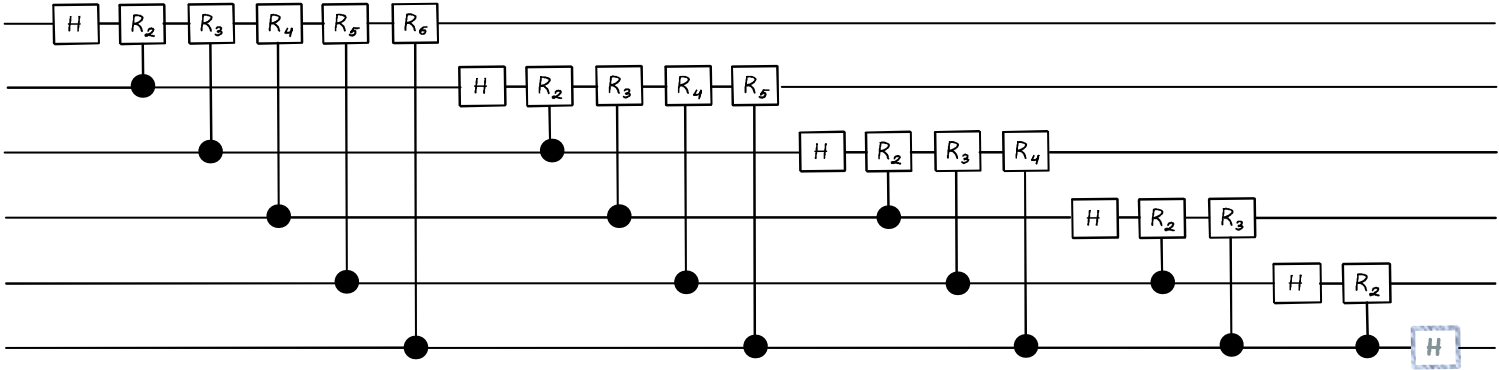 H R₂ R₃ R₄ R₅ R₆
H R₂ R₃ R₄ R₅
H R₂ R₃ R₄
H R₂ R₃
H R₂
H